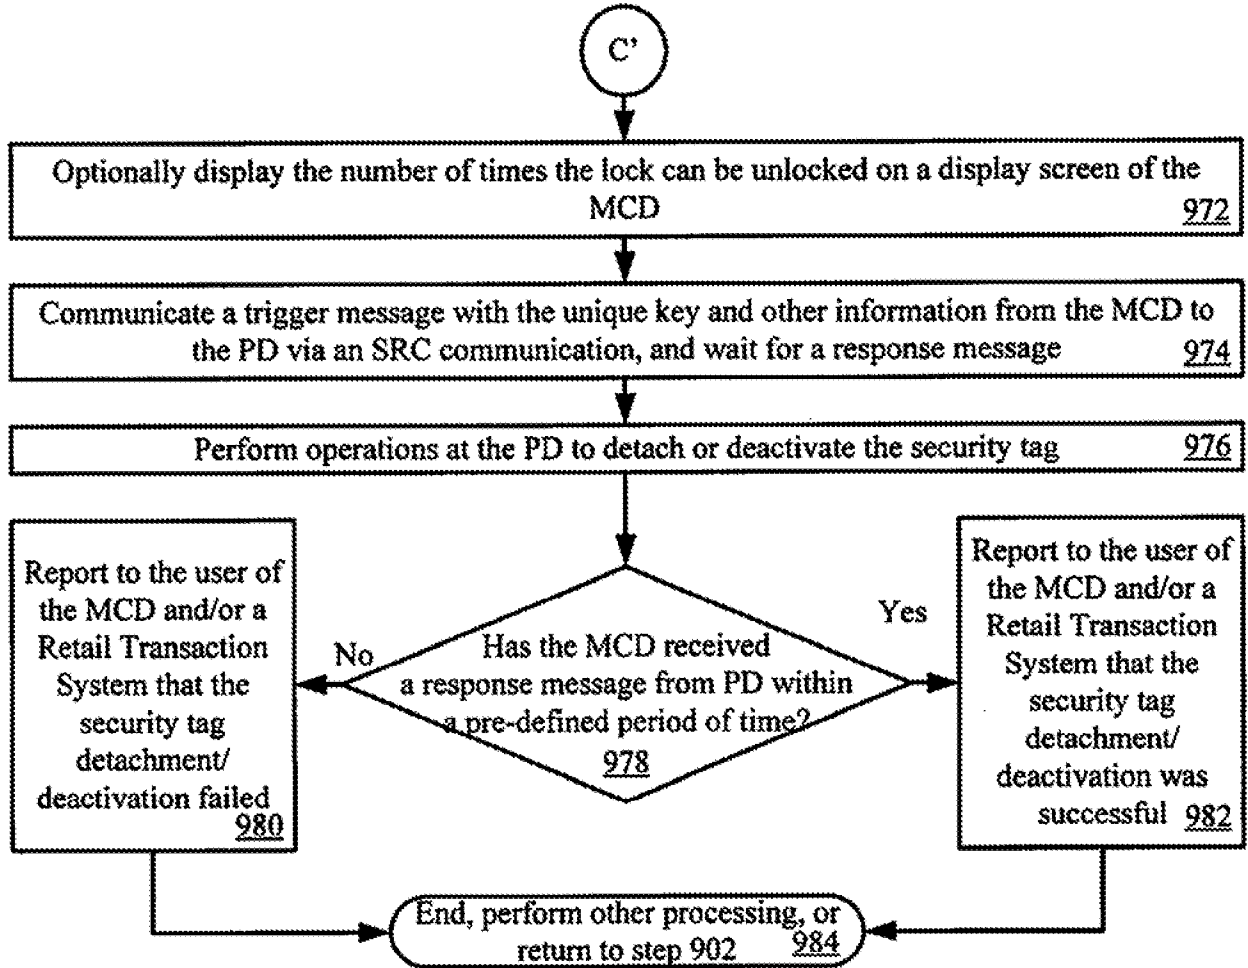 C’
Optionally display the number of times the lock can be unlocked on a display screen of the
MCD
972
Communicate a trigger message with the unique key and other information from the MCD to
the PD via an SRC communication, and wait for a response message
974
Perform operations at the PD to detach or deactivate the security tag
976
Report to the user of
the MCD and/or a
Retail Transaction
System that the
security tag
detachment/
deactivation failed
980
No
Has the MCD received
a response message from PD within
a pre-defined period of time?
978
Yes
Report to the user of
the MCD and/or a
Retail Transaction
System that the
security tag
detachment/
deactivation was
successful
982
End, perform other processing, or
return to step 902
984